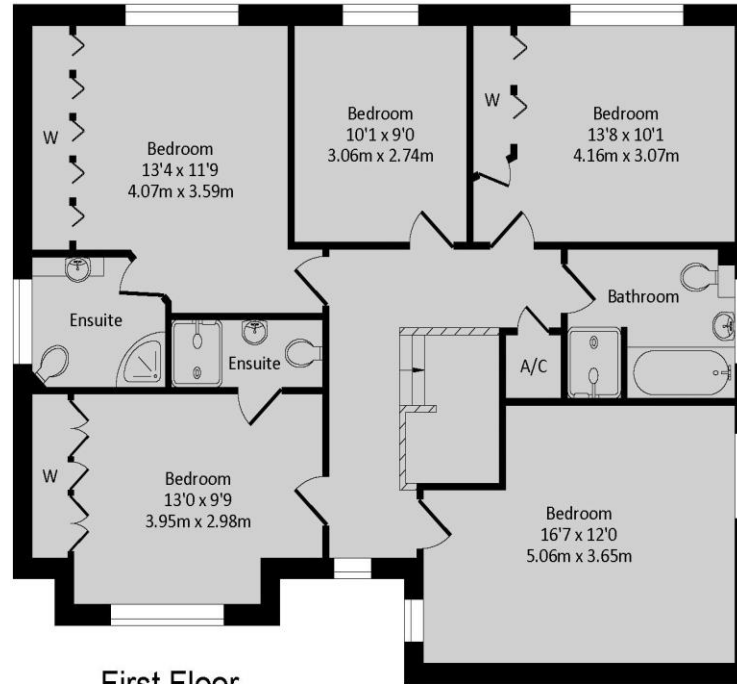 W
Bedroom
13'4 x 11'9
4.07m x 3.59m
Bedroom
10'1 x 9'0
3.06m x 2.74m
W
Bedroom
13'8 x 10'1
4.16m x 3.07m
Ensuite
Ensuite
A/C
Bathroom
W
Bedroom
13'0 x 9'9
3.95m x 2.98m
Bedroom
16'7 x 12'0
5.06m x 3.65m
First Floor